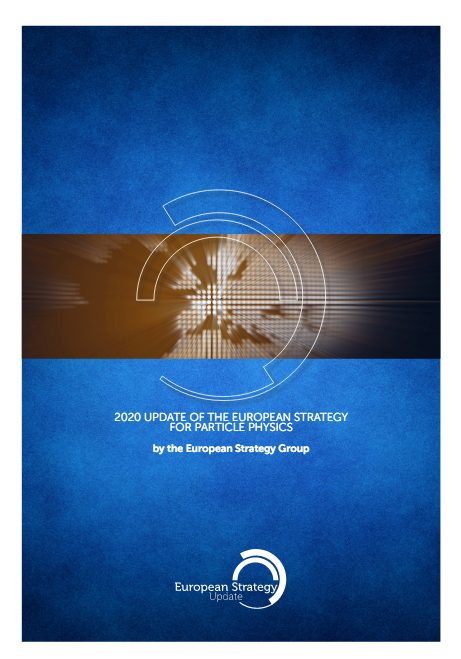 2020 UPDATE OF THE EUROPEAN STRATEGY
FOR PARTICLE PHYSICS
by the European Strategy Group
European Strategy
Update